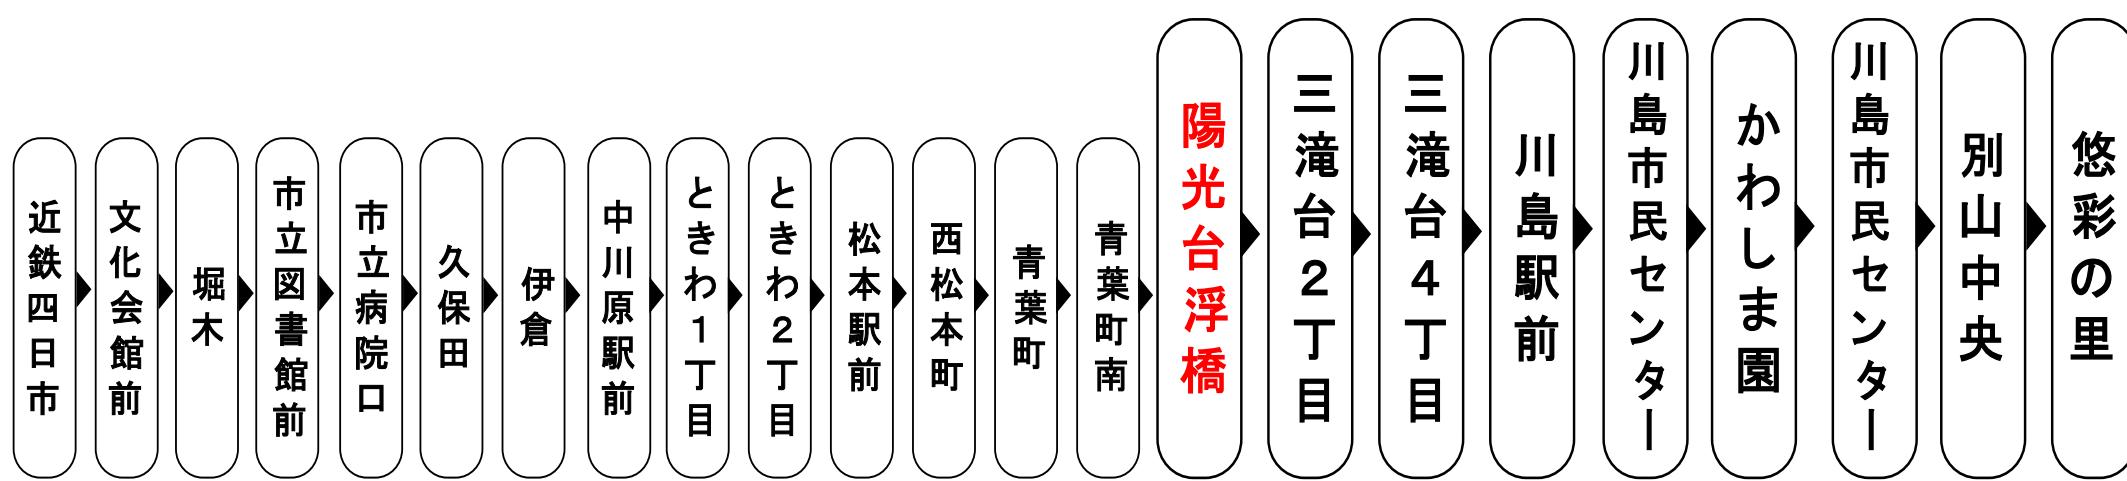 近鉄四日市
文化会館前
堀木
市立図書館前
市立病院口
久保田
伊倉
中川原駅前
ときわ１丁目
ときわ２丁目
松本駅前
西松本町
青葉町
青葉町南
陽光台浮橋
三滝台２丁目
三滝台４丁目
川島駅前
川島市民センター
かわしま園
川島市民センター
別山中央
悠彩の里